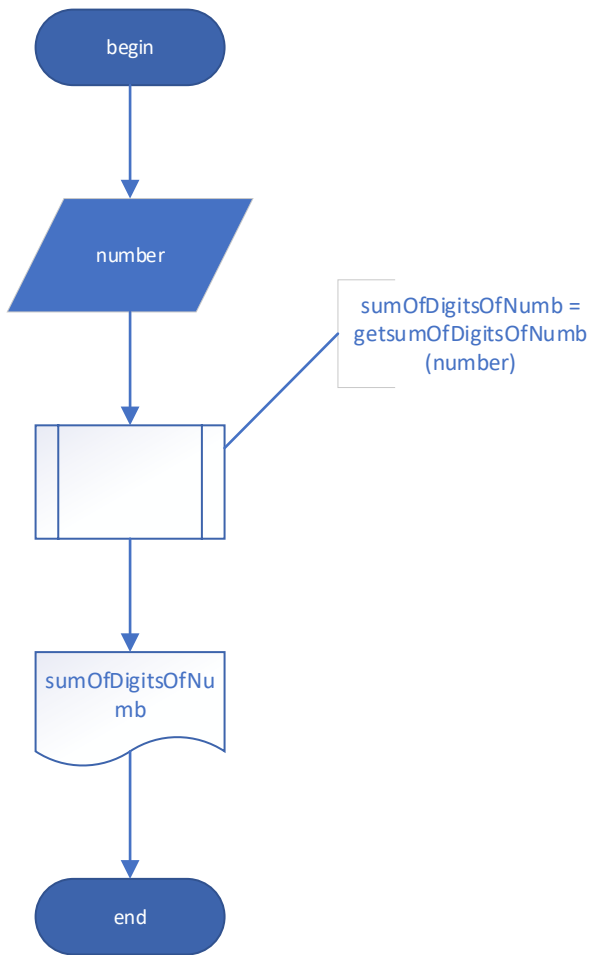 begin
number
sumOfDigitsOfNumb =
getsumOfDigitsOfNumb
(number)
sumOfDigitsOfNu
mb
end